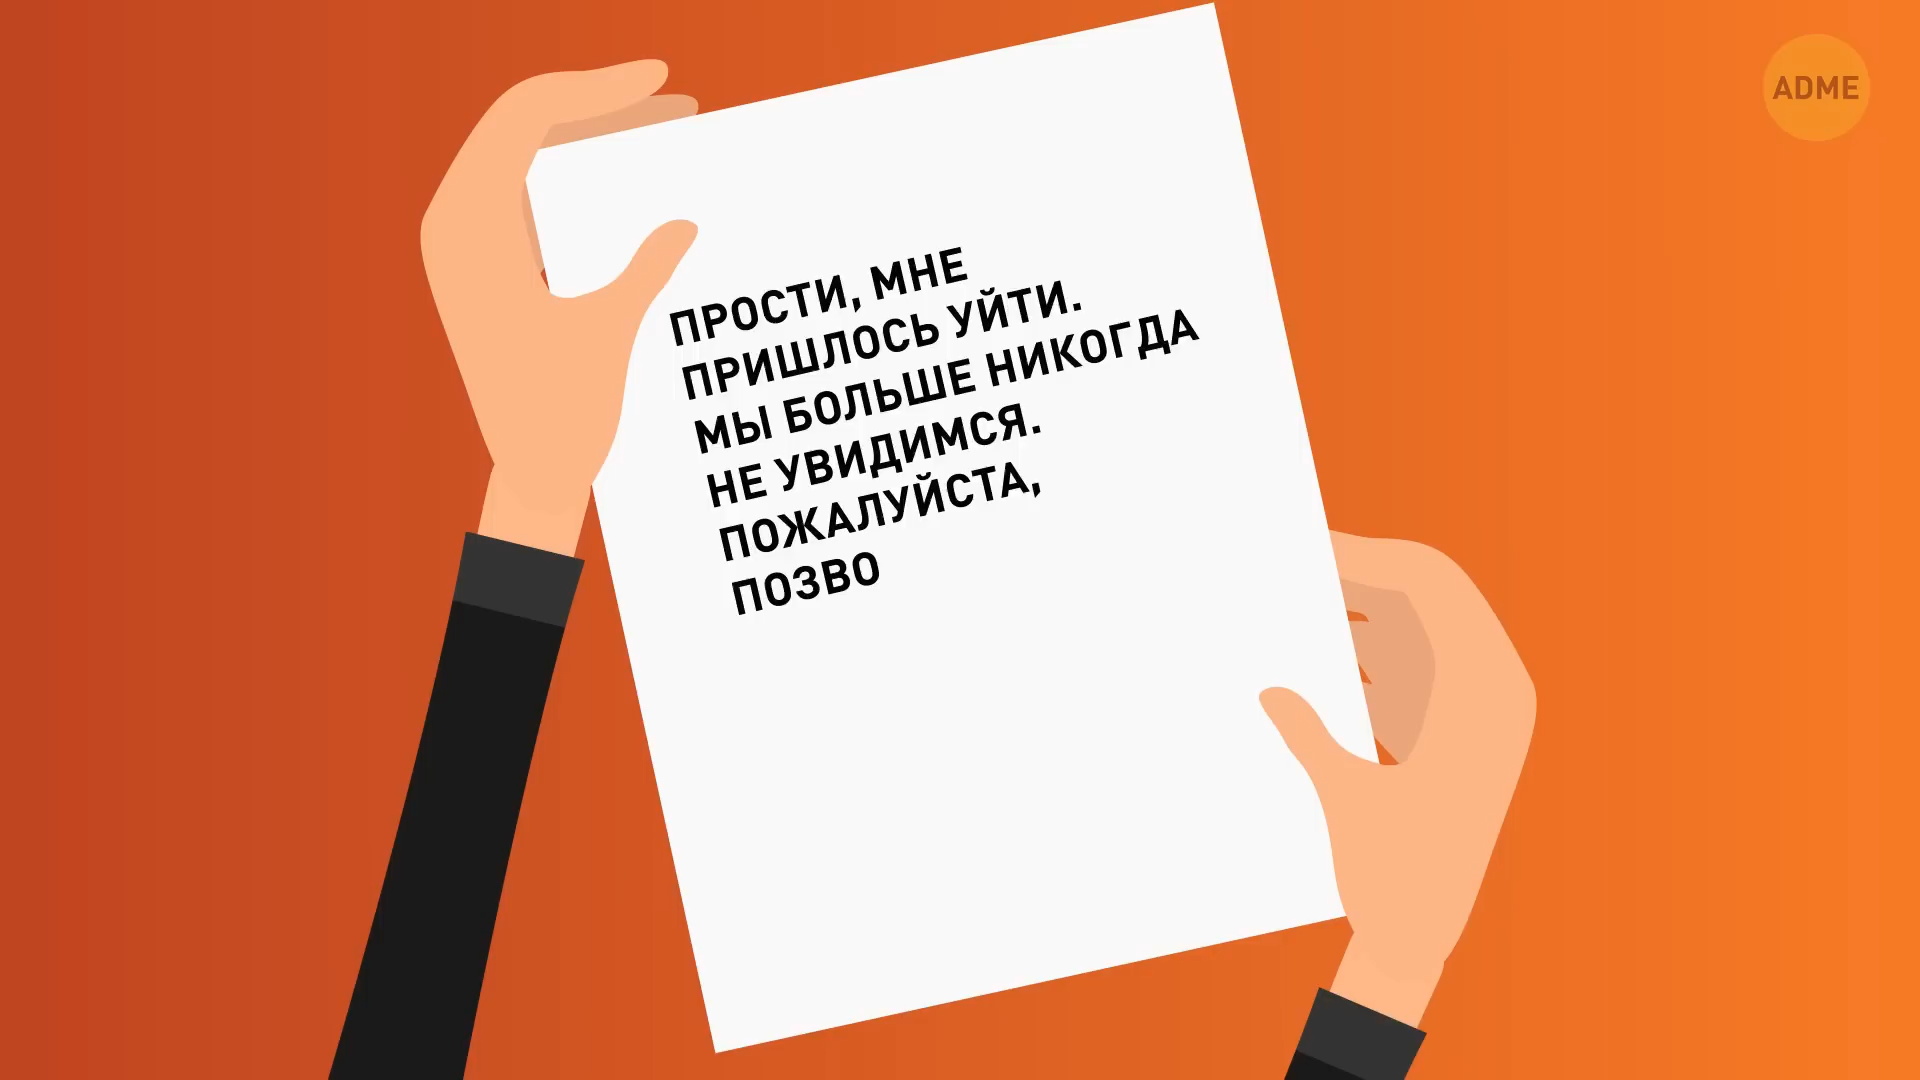 ADME
ПРОСТИ, МНЕ
ПРИШЛОСЬ УЙТИ.
МЫ БОЛЬШЕ НИКОГДА
НЕ УВИДИМСЯ.
ПОЖАЛУЙСТА,
ПОЗВО